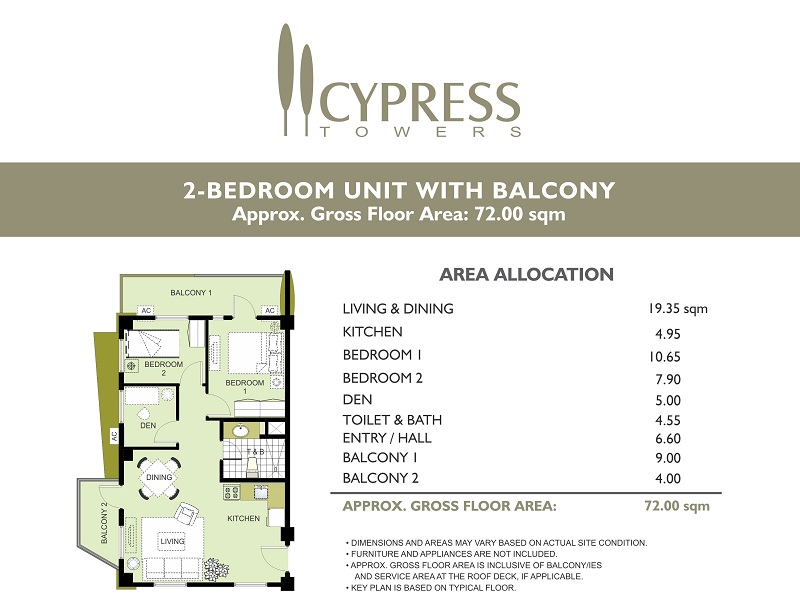 CYPRESS
TOWERS
2-BEDROOM UNIT WITH BALCONY
Approx. Gross Floor Area: 72.00 sqm
AREA ALLOCATION
LIVING & DINING 19.35 sqm
KITCHEN 4.95
BEDROOM 1 10.65
BEDROOM 2 7.90
DEN 5.00
TOILET & BATH 4.55
ENTRY / HALL 6.60
BALCONY 1 9.00
BALCONY 2 4.00
APPROX. GROSS FLOOR AREA: 72.00 sqm
• DIMENSIONS AND AREAS MAY VARY BASED ON ACTUAL SITE CONDITION.
• FURNITURE AND APPLIANCES ARE NOT INCLUDED.
• APPROX. GROSS FLOOR AREA IS INCLUSIVE OF BALCONY/IES
AND SERVICE AREA AT THE ROOF DECK, IF APPLICABLE.
• KEY PLAN IS BASED ON TYPICAL FLOOR.
BALCONY 1
AC
AC
BEDROOM
2
BEDROOM
1
DEN
AC
T & B
DINING
BALCONY 2
LIVING
KITCHEN